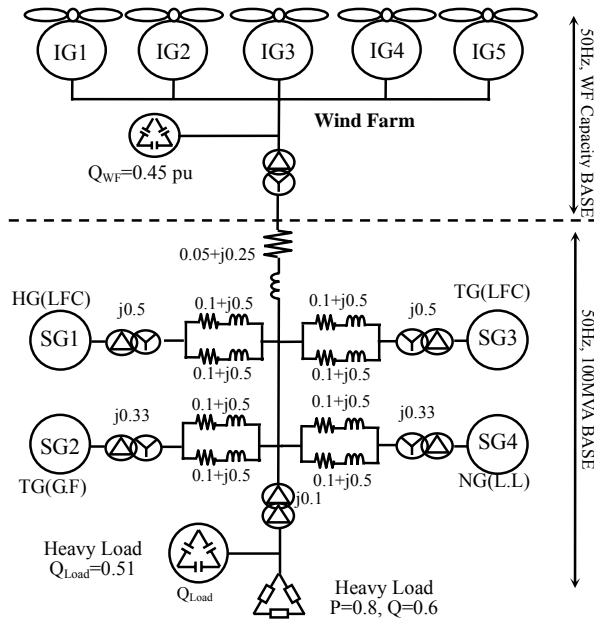 IG1 IG2 IG3 IG4 IG5
Wind Farm
Q_WF=0.45 pu
50Hz, WF Capacity BASE
0.05+j0.25
HG(LFC) j0.5 0.1+j0.5 0.1+j0.5 j0.5 TG(LFC)
SG1 SG3
0.1+j0.5 0.1+j0.5
j0.33 0.1+j0.5 0.1+j0.5 j0.33
SG2 SG4
0.1+j0.5 0.1+j0.5
TG(G.F) NG(L.L)
j0.1
50Hz, 100MVA BASE
Heavy Load
Q_Load=0.51
Q_Load
Heavy Load
P=0.8, Q=0.6